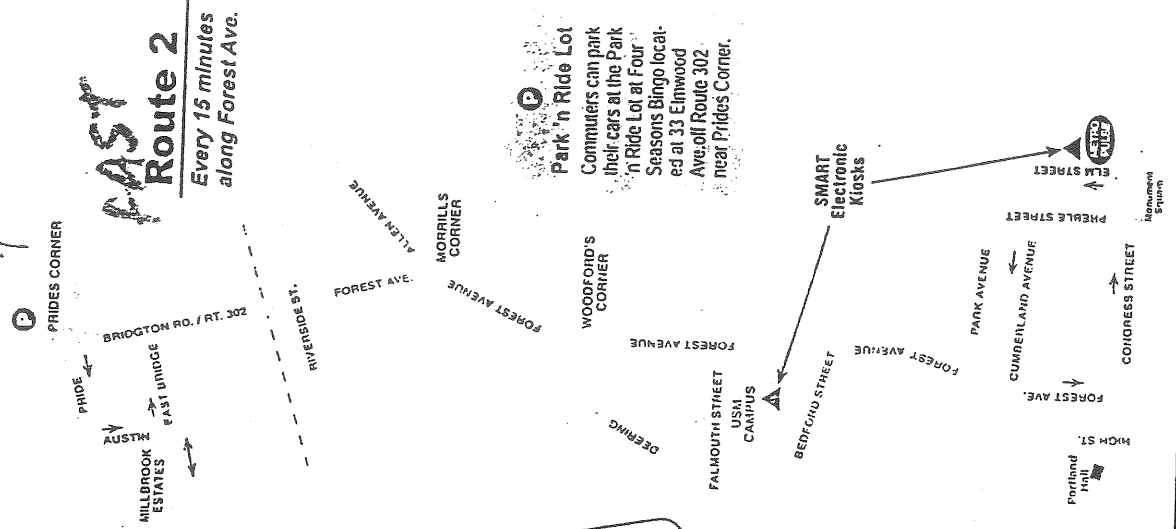 PAST
Route 2
Every 15 minutes
along Forest Ave.
P
Park 'n Ride Lot
Commuters can park
their cars at the Park
'n Ride Lot at Four
Seasons Bingo locat-
ed at 33 Elmwood
Ave. off Route 302
near Prides Corner.
P
PRIDES CORNER
BRIDGTON RD. / RT. 302
PRIDE
AUSTIN
EAST BRIDGE
MILLBROOK
ESTATES
RIVERSIDE ST.
ALLEN AVENUE
FOREST AVE.
MORRILLS
CORNER
FOREST AVENUE
WOODFORD'S
CORNER
FOREST AVENUE
DEERING
FALMOUTH STREET
USM
CAMPUS
BEDFORD STREET
SMART
Electronic
Kiosks
FOREST AVENUE
PARK AVENUE
CUMBERLAND AVENUE
PREBLE STREET
ELM STREET
METRO
PULSE
Monument
Square
CONGRESS STREET
FOREST AVE.
HIGH ST.
Portland
Hall